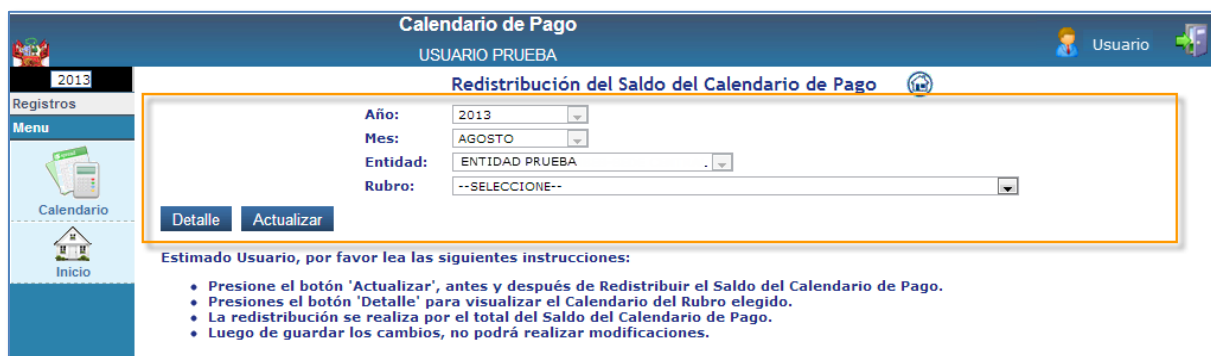 Calendario de Pago
USUARIO PRUEBA
Usuario
2013
Redistribución del Saldo del Calendario de Pago
Registros
Menu
Calendario
Inicio
Año: 2013
Mes: AGOSTO
Entidad: ENTIDAD PRUEBA .
Rubro: --SELECCIONE--
Detalle Actualizar
Estimado Usuario, por favor lea las siguientes instrucciones:
• Presione el botón 'Actualizar', antes y después de Redistribuir el Saldo del Calendario de Pago.
• Presiones el botón 'Detalle' para visualizar el Calendario del Rubro elegido.
• La redistribución se realiza por el total del Saldo del Calendario de Pago.
• Luego de guardar los cambios, no podrá realizar modificaciones.